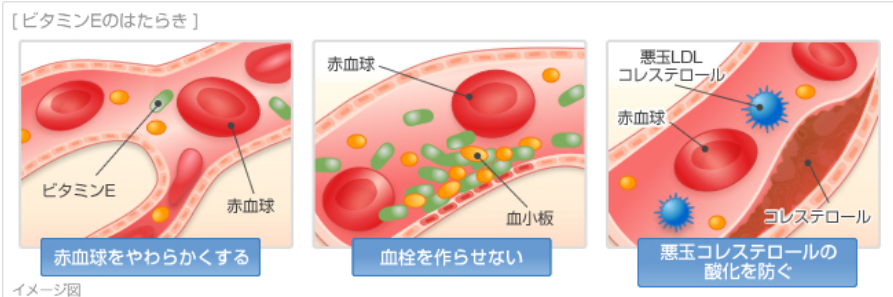 [ビタミンEのはたらき]
赤血球
ビタミンE
赤血球をやわらかくする
赤血球
血小板
血栓を作らせない
悪玉LDL
コレステロール
赤血球
コレステロール
悪玉コレステロールの
酸化を防ぐ
イメージ図